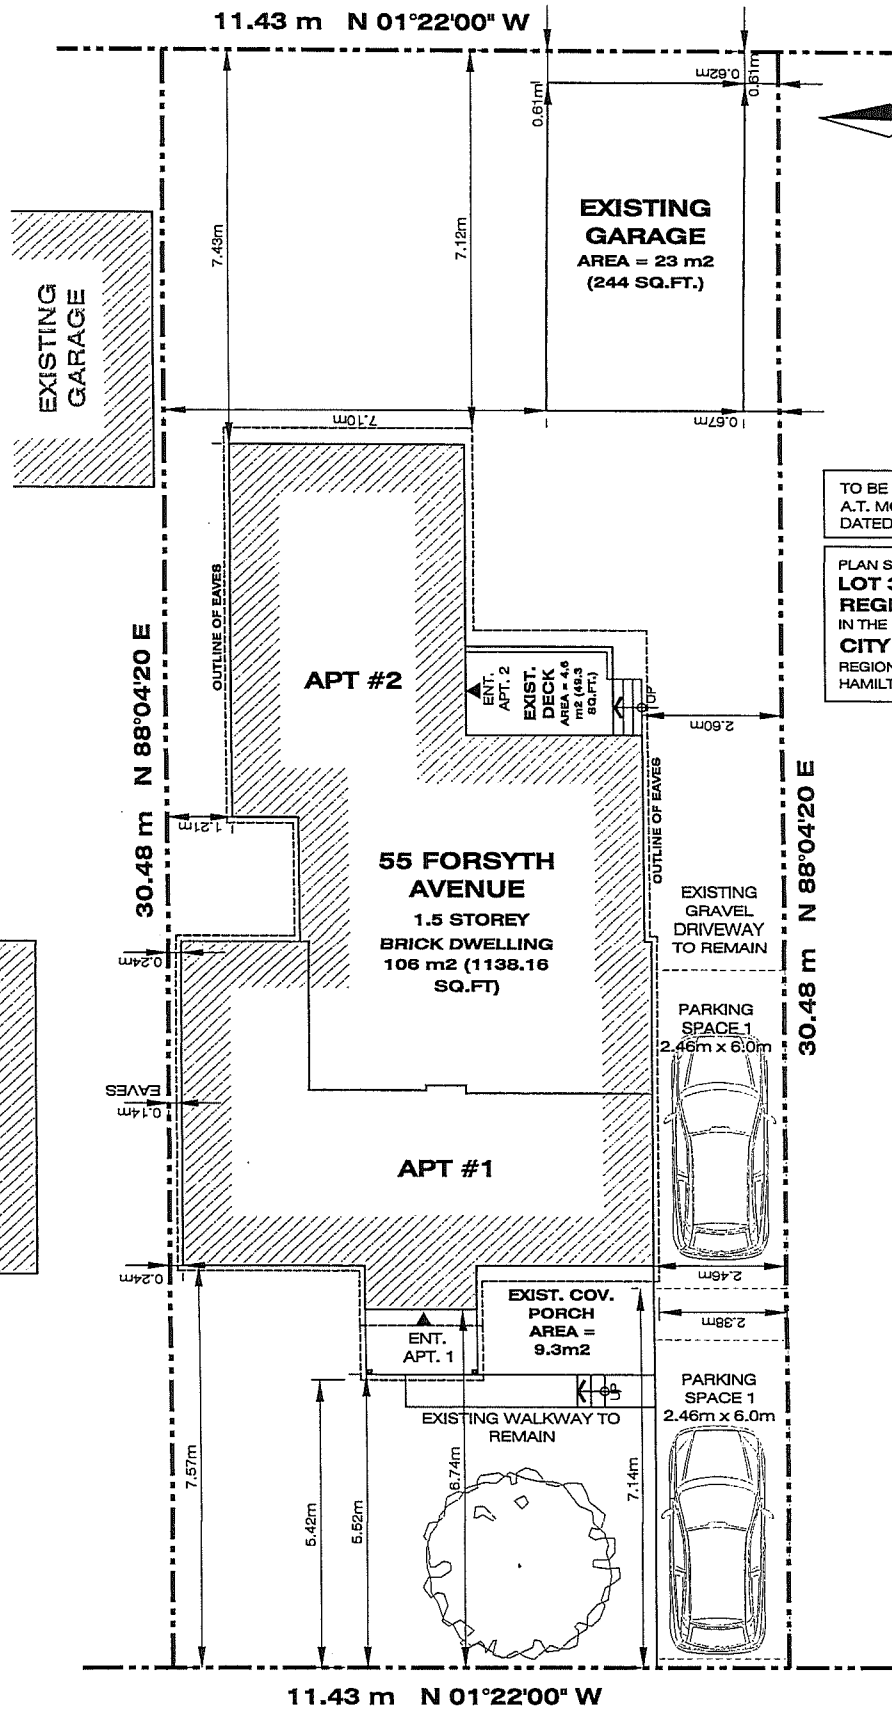 11.43 m N 01°22'00" W
0.62m
0.61m
0.61m
7.43m
7.12m
EXISTING
GARAGE
AREA = 23 m2
(244 SQ.FT.)
EXISTING
GARAGE
7.10m
0.67m
TO BE
A.T. M
DATED
PLAN S
LOT 3
REGI
IN THE
CITY
REGION
HAMILT
OUTLINE OF EAVES
APT #2
ENT.
APT. 2
EXIST.
DECK
AREA = 4.6
m2 (49.3
SQ.FT.)
UP
2.60m
30.48 m N 88°04'20 E
1.21m
OUTLINE OF EAVES
55 FORSYTH
AVENUE
1.5 STOREY
BRICK DWELLING
106 m2 (1138.16
SQ.FT)
EXISTING
GRAVEL
DRIVEWAY
TO REMAIN
30.48 m N 88°04'20 E
0.24m
PARKING
SPACE 1
2.46m x 6.0m
EAVES
0.14m
APT #1
0.24m
2.46m
EXIST. COV.
PORCH
AREA =
9.3m2
2.38m
ENT.
APT. 1
UP
PARKING
SPACE 1
2.46m x 6.0m
EXISTING WALKWAY TO
REMAIN
7.57m
5.42m
5.52m
6.74m
7.14m
11.43 m N 01°22'00" W